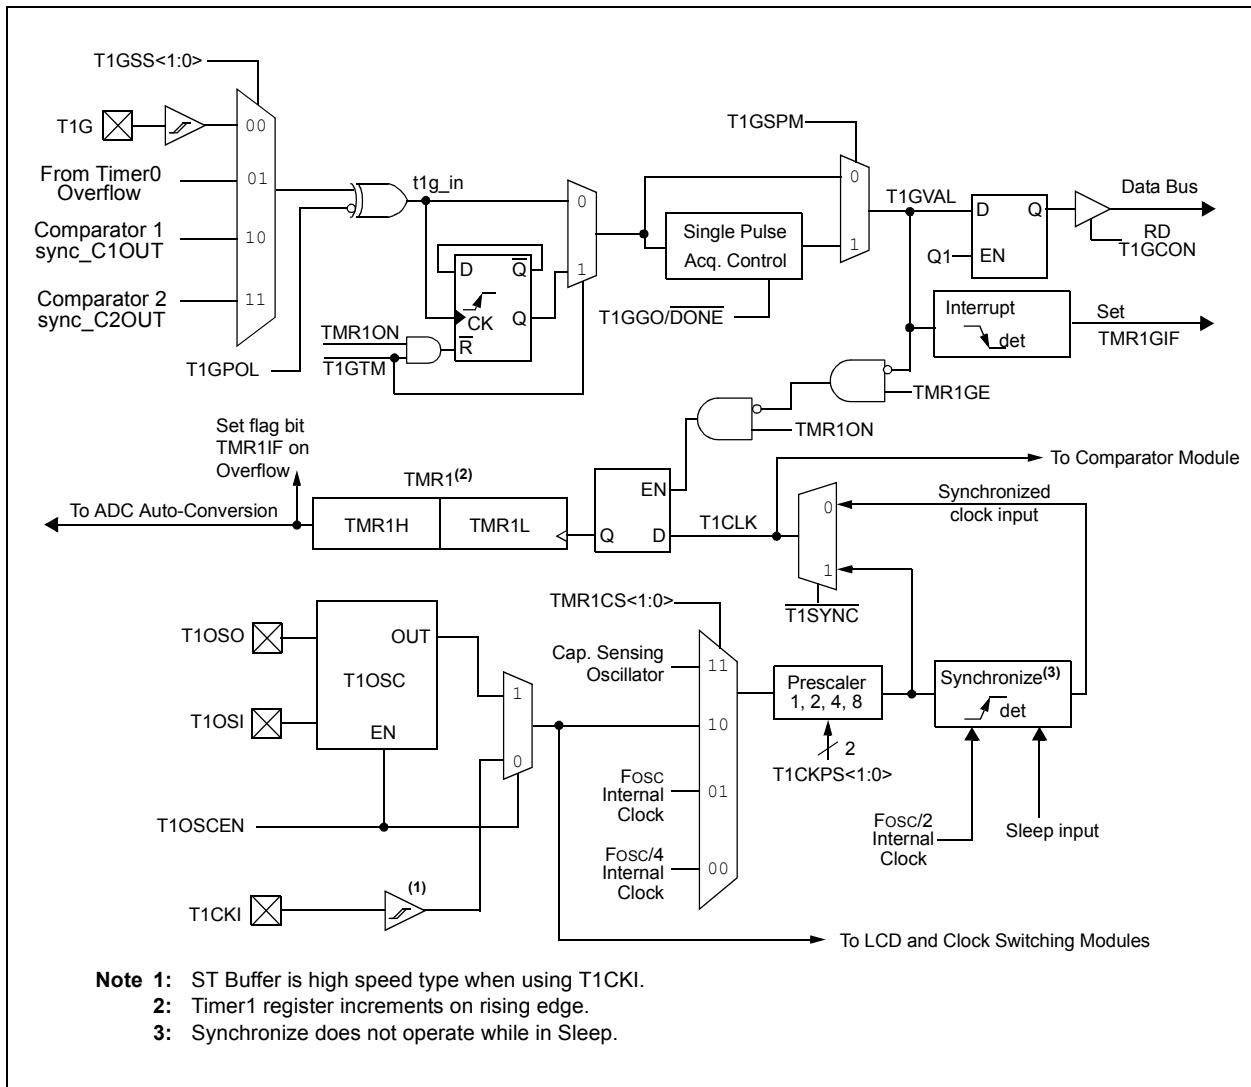 T1GSS<1:0>
T1G
00
From Timer0
Overflow
01
Comparator 1
sync_C1OUT
10
Comparator 2
sync_C2OUT
11
T1GPOL
t1g_in
D
Q
CK
Q
R
TMR1ON
T1GTM
0
1
T1GSPM
Single Pulse
Acq. Control
T1GGO/DONE
0
1
T1GVAL
D
Q
Q1
EN
Data Bus
RD
T1GCON
Interrupt
det
Set
TMR1GIF
TMR1GE
TMR1ON
Set flag bit
TMR1IF on
Overflow
To ADC Auto-Conversion
TMR1(2)
TMR1H
TMR1L
EN
Q
D
T1CLK
To Comparator Module
0
1
Synchronized
clock input
T1SYNC
T1OSO
T1OSI
OUT
T1OSC
EN
1
0
T1OSCEN
T1CKI
(1)
TMR1CS<1:0>
Cap. Sensing
Oscillator
11
10
FOSC
Internal
Clock
01
FOSC/4
Internal
Clock
00
Prescaler
1, 2, 4, 8
2
T1CKPS<1:0>
Synchronize(3)
det
FOSC/2
Internal
Clock
Sleep input
To LCD and Clock Switching Modules
Note 1: ST Buffer is high speed type when using T1CKI.
2: Timer1 register increments on rising edge.
3: Synchronize does not operate while in Sleep.